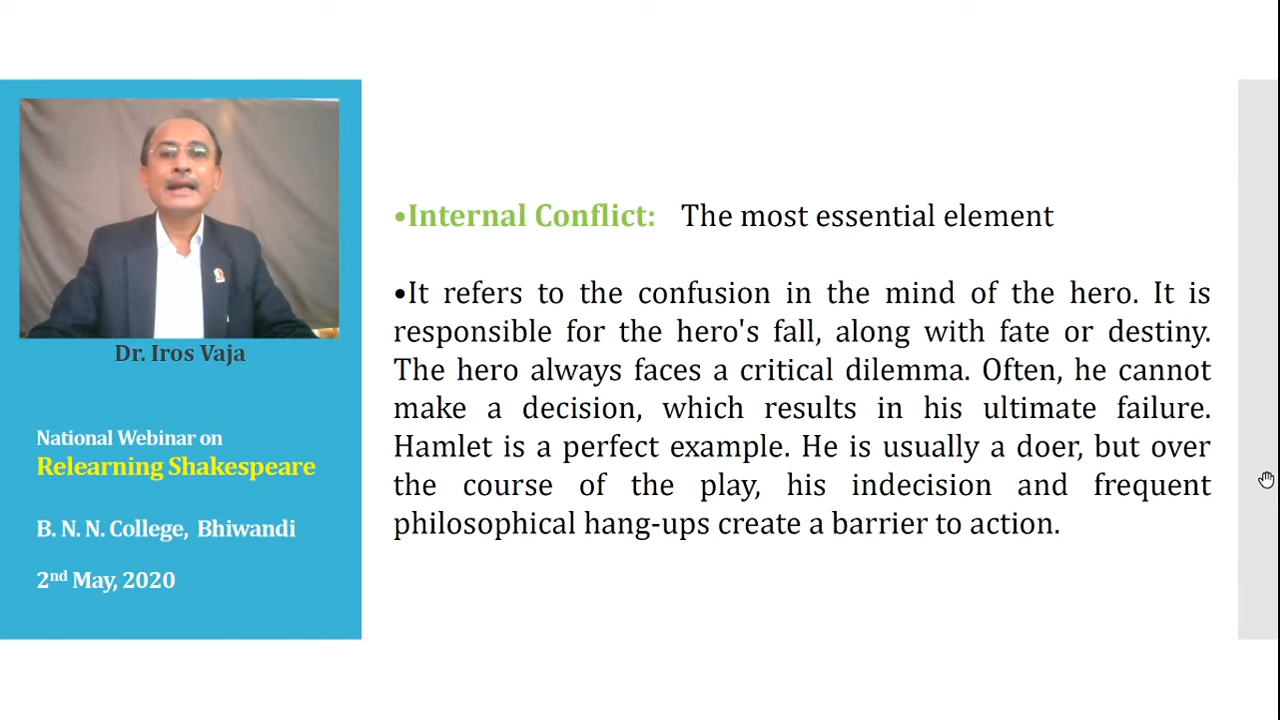 Dr. Iros Vaja
National Webinar on
Relearning Shakespeare
B. N. N. College, Bhiwandi
2nd May, 2020
•Internal Conflict: The most essential element
•It refers to the confusion in the mind of the hero. It is
responsible for the hero's fall, along with fate or destiny.
The hero always faces a critical dilemma. Often, he cannot
make a decision, which results in his ultimate failure.
Hamlet is a perfect example. He is usually a doer, but over
the course of the play, his indecision and frequent
philosophical hang-ups create a barrier to action.